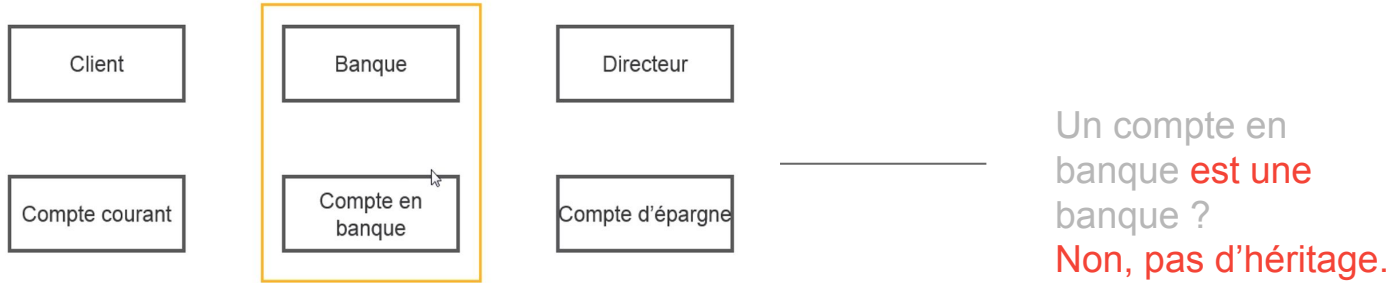 Client
Banque
Directeur
Compte courant
Compte en
banque
Compte d'épargne
Un compte en
banque est une
banque ?
Non, pas d'héritage.